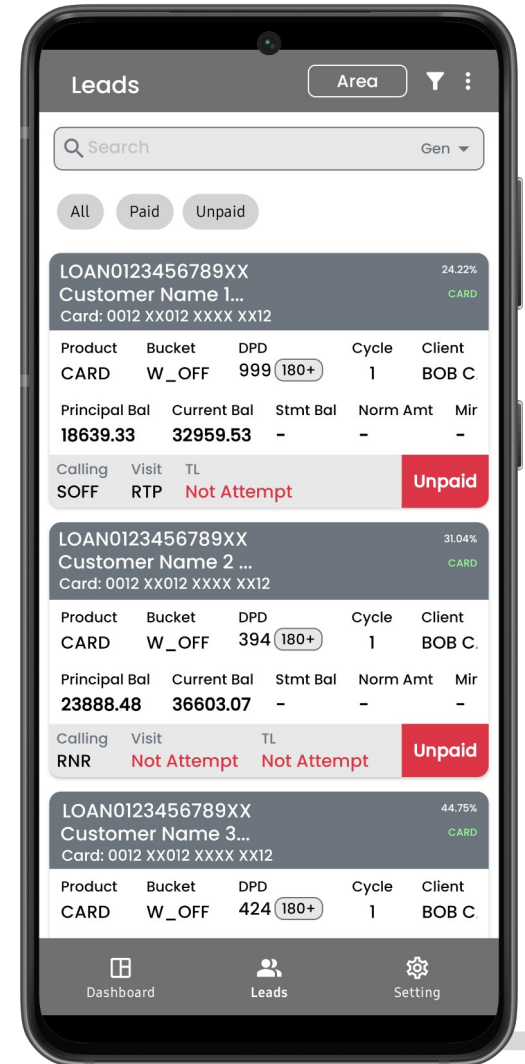 Leads Area
Search Gen
All Paid Unpaid
LOAN0123456789XX 24.22%
Customer Name 1... CARD
Card: 0012 XX012 XXXX XX12
Product Bucket DPD Cycle Client
CARD W_OFF 999 180+ 1 BOB C.
Principal Bal Current Bal Stmt Bal Norm Amt Mir
18639.33 32959.53 - - -
Calling Visit TL Unpaid
SOFF RTP Not Attempt
LOAN0123456789XX 31.04%
Customer Name 2 ... CARD
Card: 0012 XX012 XXXX XX12
Product Bucket DPD Cycle Client
CARD W_OFF 394 180+ 1 BOB C.
Principal Bal Current Bal Stmt Bal Norm Amt Mir
23888.48 36603.07 - - -
Calling Visit TL Unpaid
RNR Not Attempt Not Attempt
LOAN0123456789XX 44.75%
Customer Name 3... CARD
Card: 0012 XX012 XXXX XX12
Product Bucket DPD Cycle Client
CARD W_OFF 424 180+ 1 BOB C.
Dashboard Leads Setting